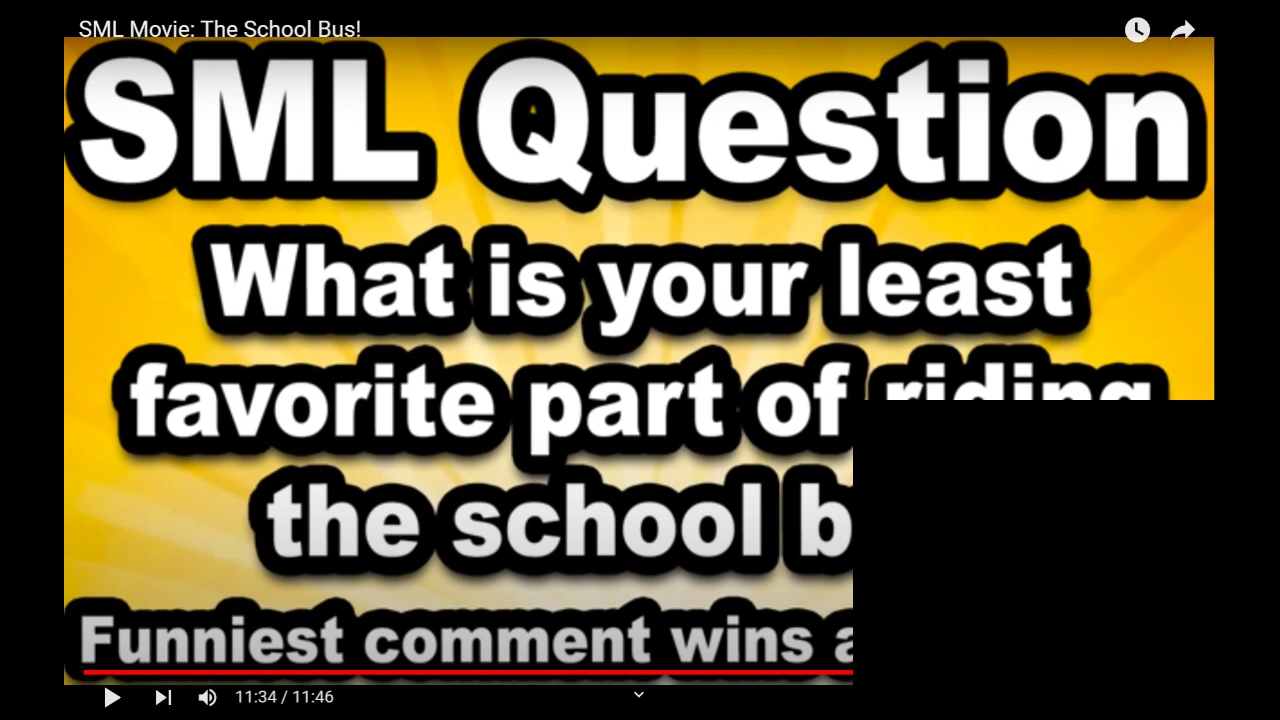 SML Movie: The School Bus!
SML Question
What is your least
favorite part of riding
the school b
Funniest comment wins
11:34 / 11:46